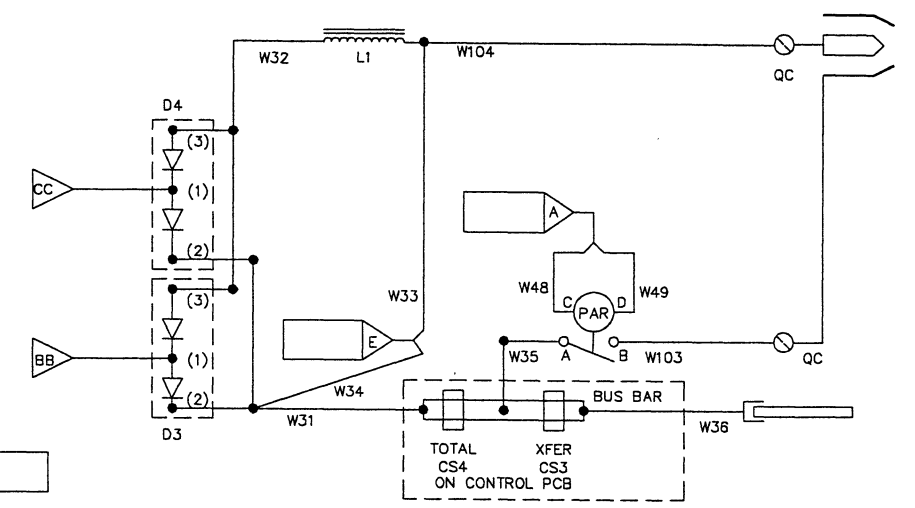 W32
L1
W104
QC
D4
(3)
CC
(1)
(2)
A
W48
C
D
W49
PAR
W33
(3)
E
BB
(1)
(2)
D3
W34
W31
W35
A
B
W103
QC
BUS BAR
W36
TOTAL
CS4
XFER
CS3
ON CONTROL PCB